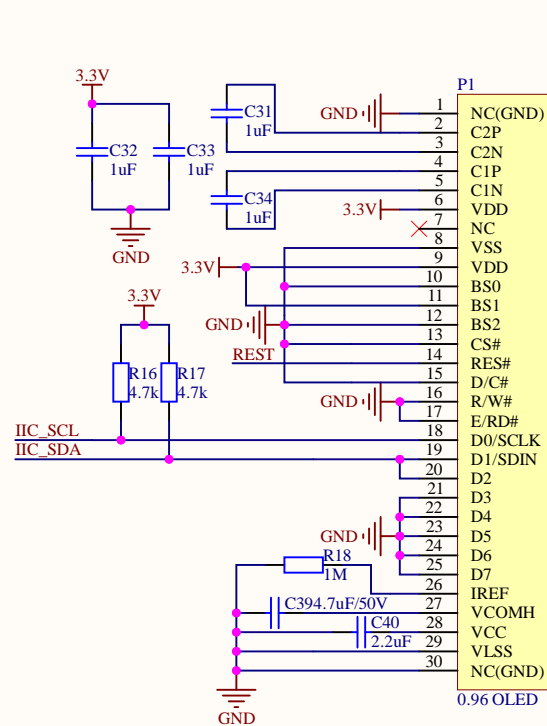 3.3V
C32
1uF
C33
1uF
GND
C31
1uF
C34
1uF
GND
3.3V
3.3V
GND
REST
3.3V
R16
4.7k
R17
4.7k
IIC_SCL
IIC_SDA
GND
GND
R18
1M
C394.7uF/50V
C40
2.2uF
GND
P1
1 NC(GND)
2 C2P
3 C2N
4 C1P
5 C1N
6 VDD
7 NC
8 VSS
9 VDD
10 BS0
11 BS1
12 BS2
13 CS#
14 RES#
15 D/C#
16 R/W#
17 E/RD#
18 D0/SCLK
19 D1/SDIN
20 D2
21 D3
22 D4
23 D5
24 D6
25 D7
26 IREF
27 VCOMH
28 VCC
29 VLSS
30 NC(GND)
0.96 OLED